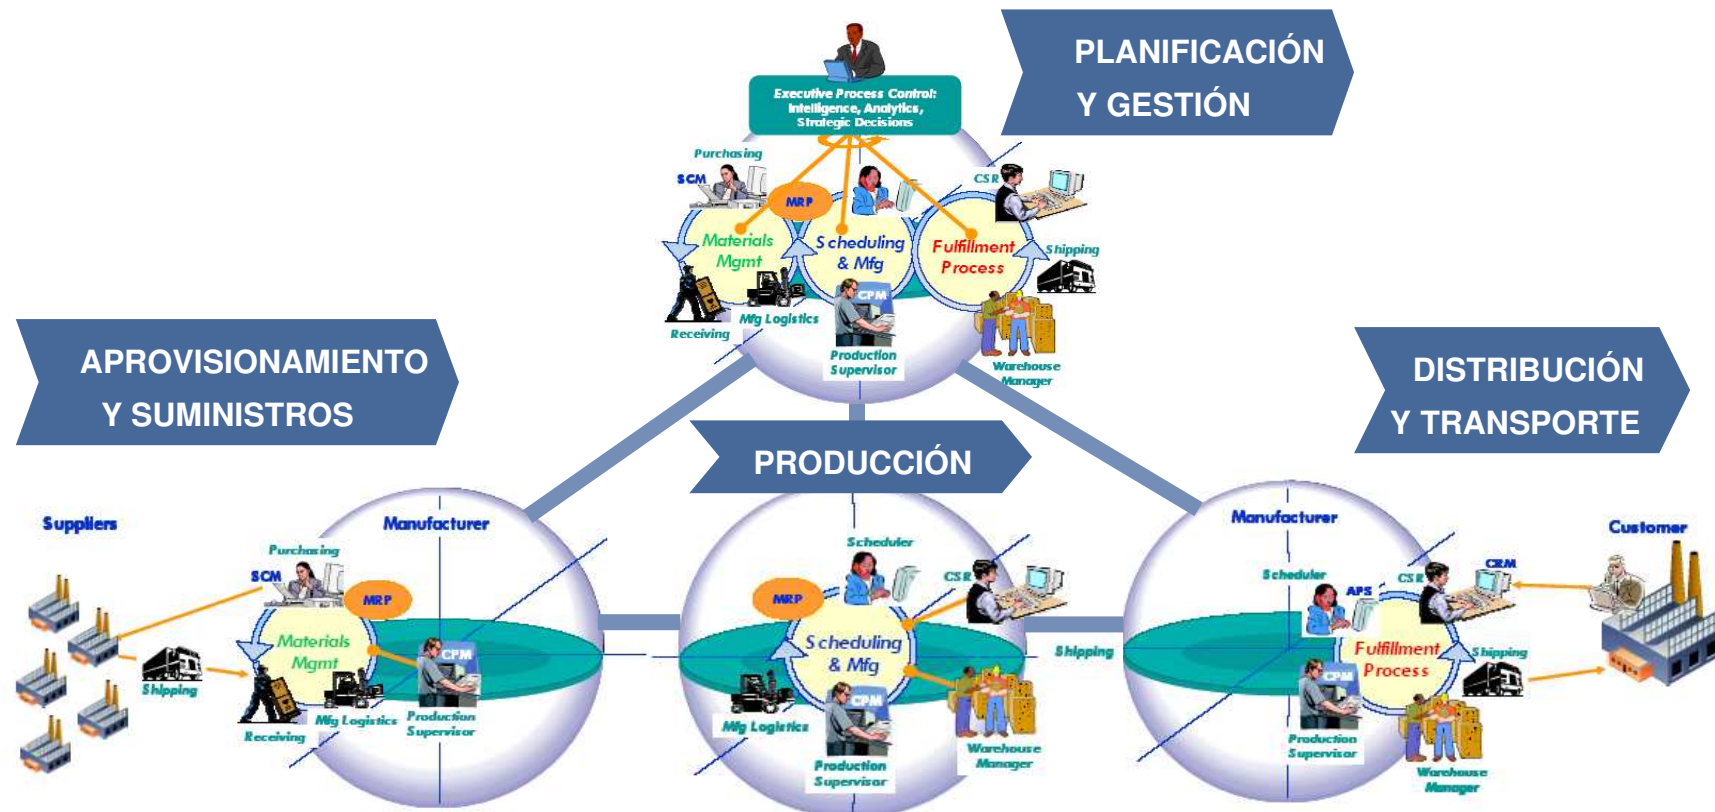 PLANIFICACIÓN
Y GESTIÓN
Executive Process Control:
Intelligence, Analytics,
Strategic Decisions
Purchasing
SCM
MRP
CSR
Materials
Mgmt
Scheduling
& Mfg
Fulfillment
Process
Shipping
CPM
Receiving
Mfg Logistics
Production
Supervisor
Warehouse
Manager
APROVISIONAMIENTO
Y SUMINISTROS
PRODUCCIÓN
DISTRIBUCIÓN
Y TRANSPORTE
Suppliers
Manufacturer
Purchasing
SCM
MRP
Materials
Mgmt
CPM
Shipping
Receiving
Mfg Logistics
Production
Supervisor
Scheduler
CSR
MRP
Scheduling
& Mfg
CPM
Mfg Logistics
Production
Supervisor
Warehouse
Manager
Shipping
Manufacturer
Customer
Scheduler
APS
CSR
CRM
Fulfillment
Process
Shipping
CPM
Production
Supervisor
Warehouse
Manager